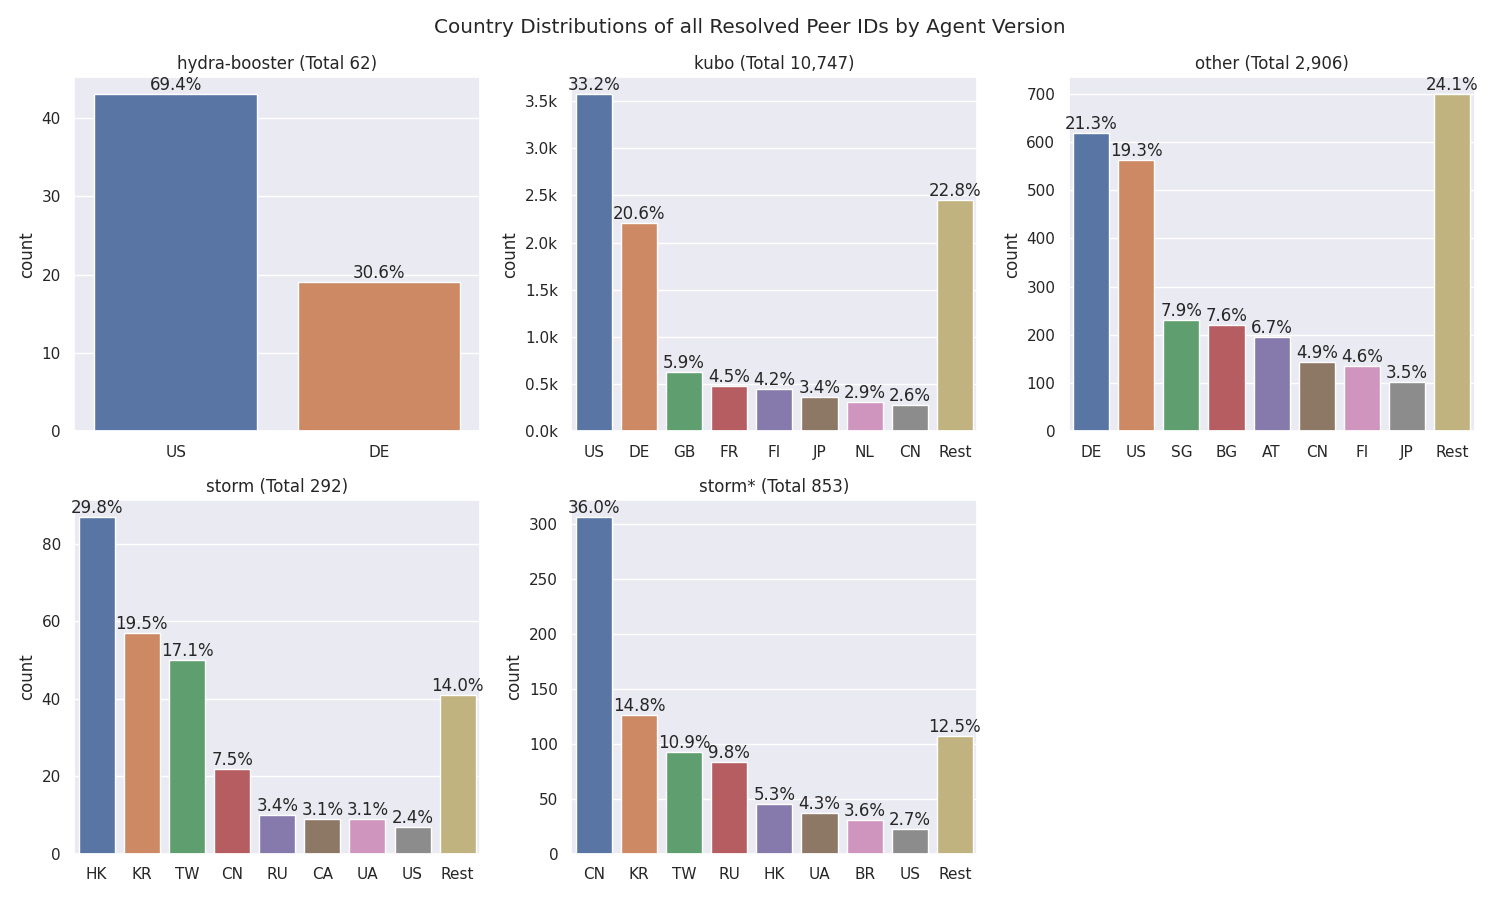 Country Distributions of all Resolved Peer IDs by Agent Version
hydra-booster (Total 62)
69.4%
30.6%
40
30
20
10
0
count
US DE
kubo (Total 10,747)
33.2%
20.6%
5.9%
4.5%
4.2%
3.4%
2.9%
2.6%
22.8%
3.5k
3.0k
2.5k
2.0k
1.5k
1.0k
0.5k
0.0k
count
US DE GB FR FI JP NL CN Rest
other (Total 2,906)
21.3%
19.3%
7.9%
7.6%
6.7%
4.9%
4.6%
3.5%
24.1%
700
600
500
400
300
200
100
0
count
DE US SG BG AT CN FI JP Rest
storm (Total 292)
29.8%
19.5%
17.1%
7.5%
3.4%
3.1%
3.1%
2.4%
14.0%
80
60
40
20
0
count
HK KR TW CN RU CA UA US Rest
storm* (Total 853)
36.0%
14.8%
10.9%
9.8%
5.3%
4.3%
3.6%
2.7%
12.5%
300
250
200
150
100
50
0
count
CN KR TW RU HK UA BR US Rest